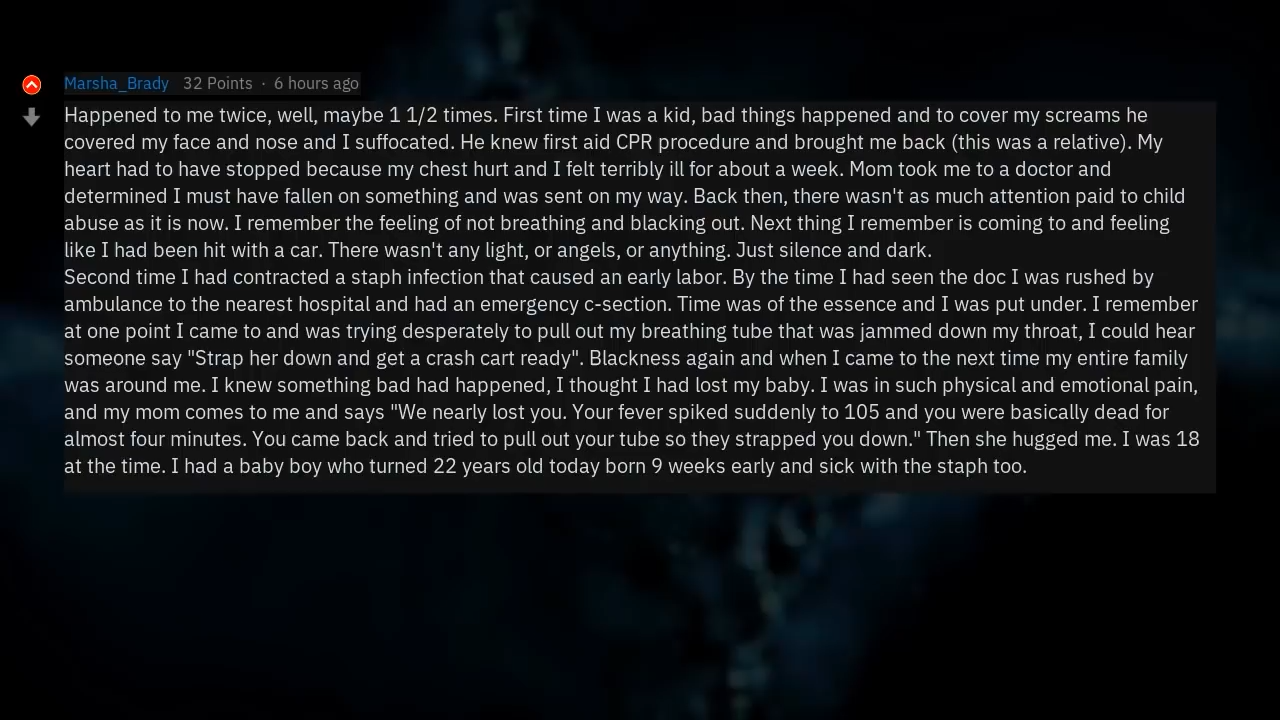 Marsha_Brady 32 Points · 6 hours ago
Happened to me twice, well, maybe 1 1/2 times. First time I was a kid, bad things happened and to cover my screams he
covered my face and nose and I suffocated. He knew first aid CPR procedure and brought me back (this was a relative). My
heart had to have stopped because my chest hurt and I felt terribly ill for about a week. Mom took me to a doctor and
determined I must have fallen on something and was sent on my way. Back then, there wasn't as much attention paid to child
abuse as it is now. I remember the feeling of not breathing and blacking out. Next thing I remember is coming to and feeling
like I had been hit with a car. There wasn't any light, or angels, or anything. Just silence and dark.
Second time I had contracted a staph infection that caused an early labor. By the time I had seen the doc I was rushed by
ambulance to the nearest hospital and had an emergency c-section. Time was of the essence and I was put under. I remember
at one point I came to and was trying desperately to pull out my breathing tube that was jammed down my throat, I could hear
someone say "Strap her down and get a crash cart ready". Blackness again and when I came to the next time my entire family
was around me. I knew something bad had happened, I thought I had lost my baby. I was in such physical and emotional pain,
and my mom comes to me and says "We nearly lost you. Your fever spiked suddenly to 105 and you were basically dead for
almost four minutes. You came back and tried to pull out your tube so they strapped you down." Then she hugged me. I was 18
at the time. I had a baby boy who turned 22 years old today born 9 weeks early and sick with the staph too.